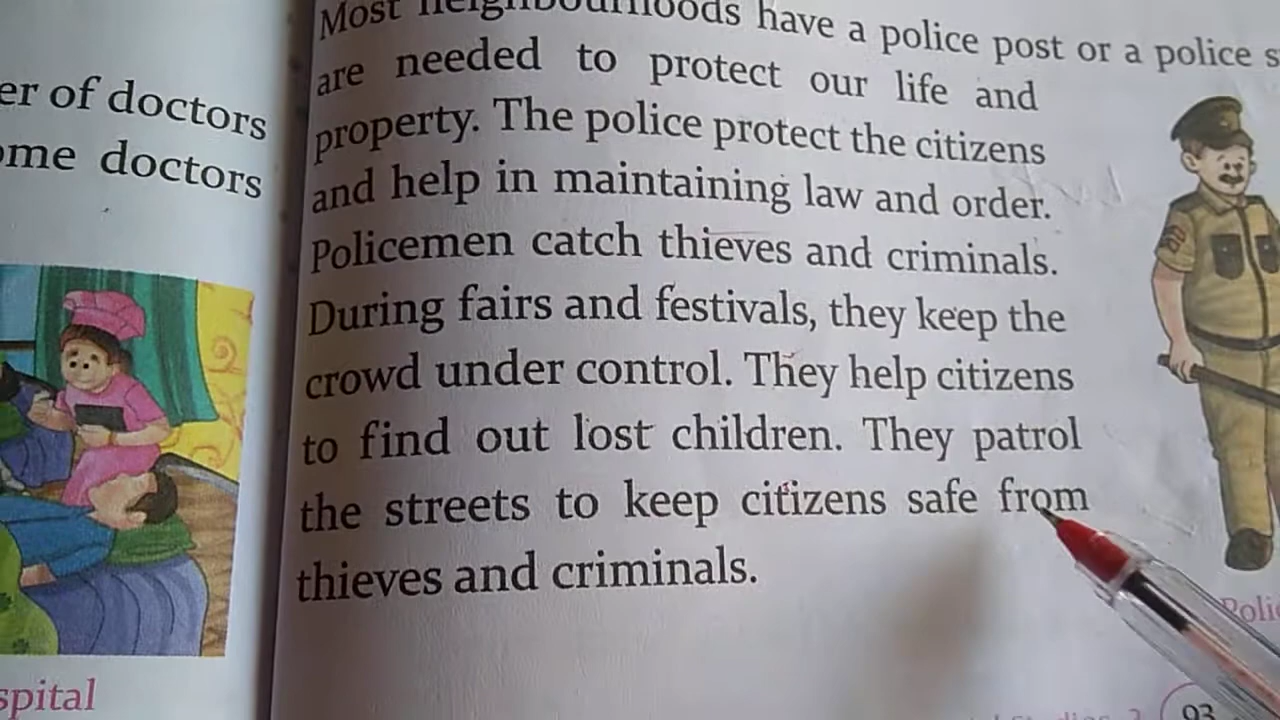 er of doctors
ome doctors
spital
Most neighbourhoods have a police post or a police s
are needed to protect our life and
property. The police protect the citizens
and help in maintaining law and order.
Policemen catch thieves and criminals.
During fairs and festivals, they keep the
crowd under control. They help citizens
to find out lost children. They patrol
the streets to keep citizens safe from
thieves and criminals.
Polic
93